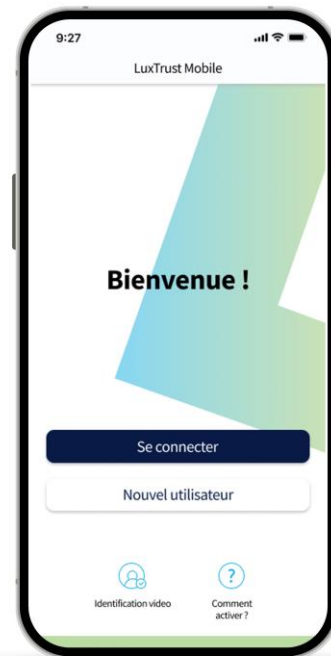 9:27
LuxTrust Mobile
Bienvenue !
Se connecter
Nouvel utilisateur
Identification video
Comment
activer ?